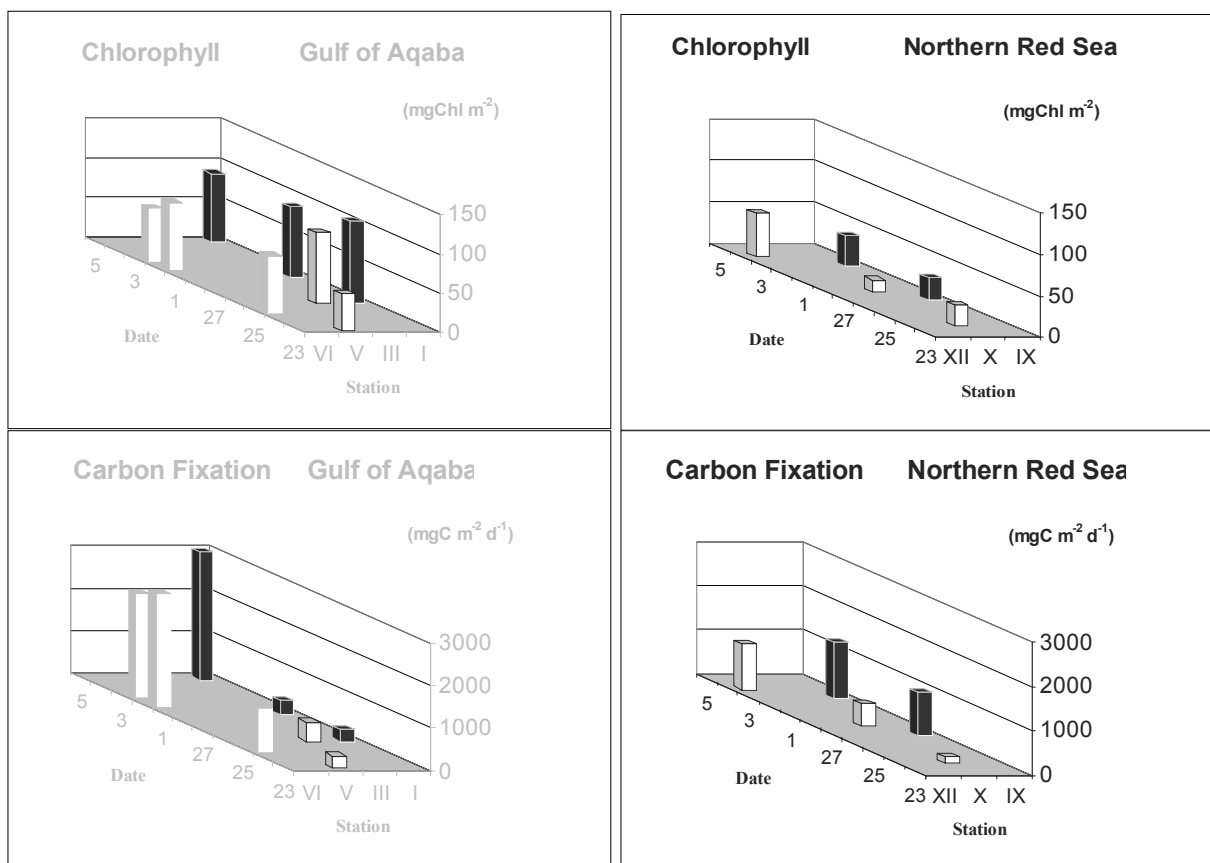 Chlorophyll Gulf of Aqaba
(mgChl m-2)
150
100
50
0
5
3
1
27
25
23
VI V III I
Date
Station
Chlorophyll Northern Red Sea
(mgChl m-2)
150
100
50
0
5
3
1
27
25
23
XII X IX
Date
Station
Carbon Fixation Gulf of Aqaba
(mgC m-2 d-1)
3000
2000
1000
0
5
3
1
27
25
23
VI V III I
Date
Station
Carbon Fixation Northern Red Sea
(mgC m-2 d-1)
3000
2000
1000
0
5
3
1
27
25
23
XII X IX
Date
Station